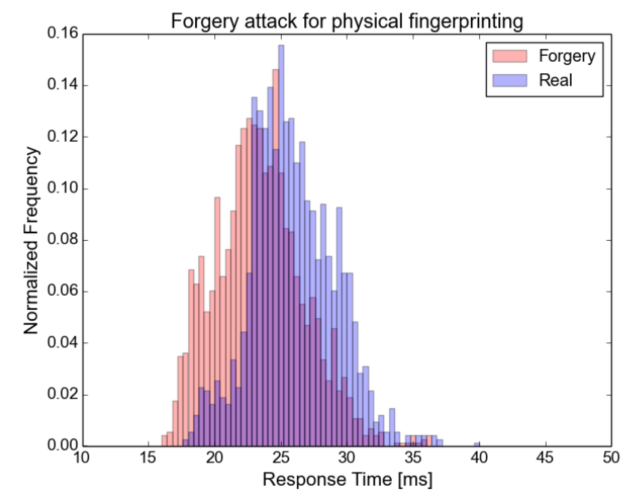 Forgery attack for physical fingerprinting
0.16
0.14
0.12
0.10
0.08
0.06
0.04
0.02
0.00
Normalized Frequency
Forgery
Real
10 15 20 25 30 35 40 45 50
Response Time [ms]